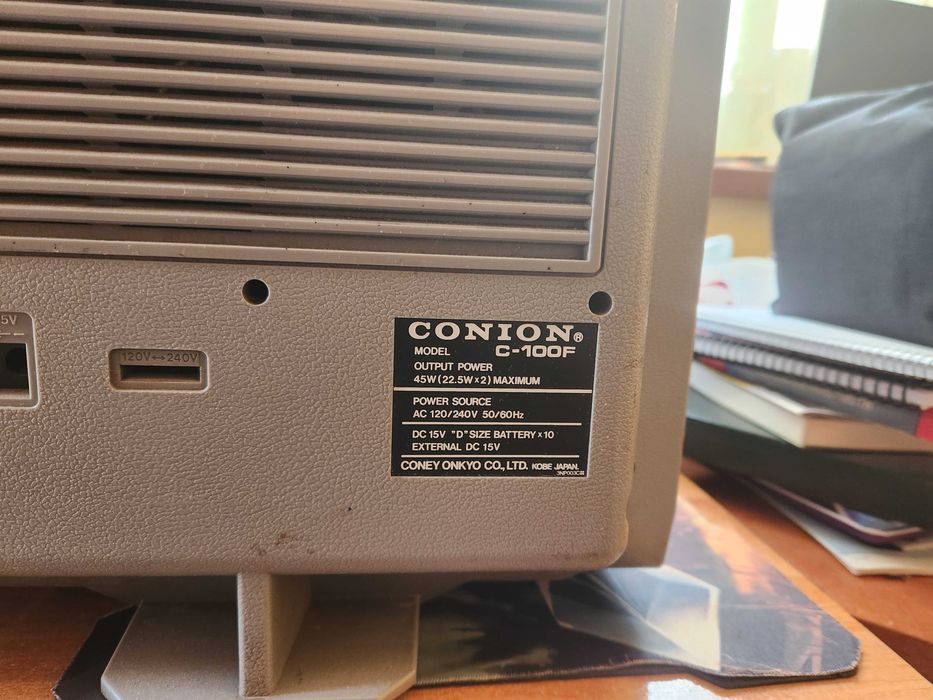 5V
120V↔240V
CONION®
MODEL C-100F
OUTPUT POWER
45W (22.5W×2) MAXIMUM
POWER SOURCE
AC 120/240V 50/60Hz
DC 15V "D" SIZE BATTERY×10
EXTERNAL DC 15V
CONEY ONKYO CO., LTD. KOBE JAPAN.